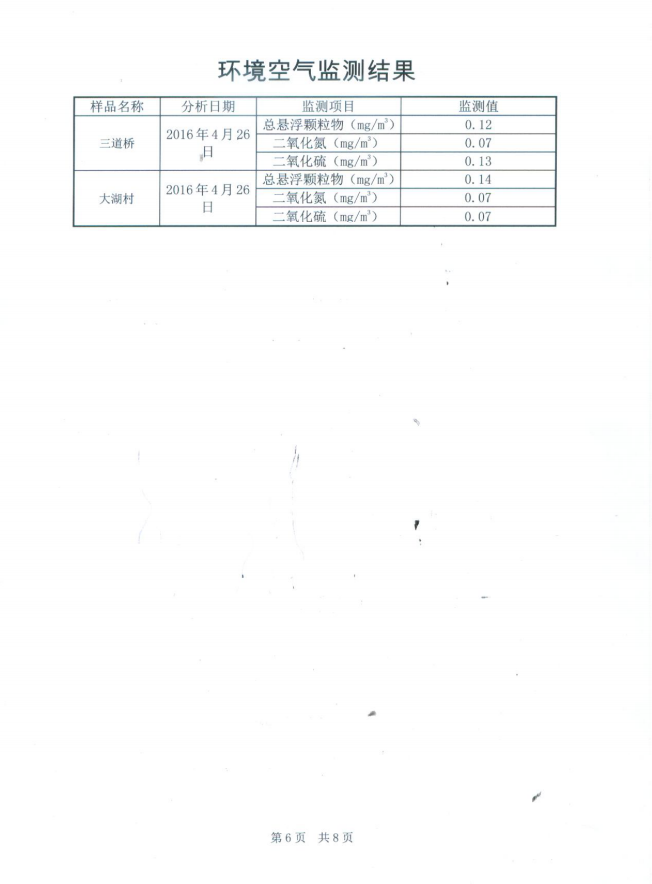 环境空气监测结果
样品名称 分析日期 监测项目 监测值
三道桥 2016年4月26日 总悬浮颗粒物（mg/m³） 0.12
二氧化氮（mg/m³） 0.07
二氧化硫（mg/m³） 0.13
大湖村 2016年4月26日 总悬浮颗粒物（mg/m³） 0.14
二氧化氮（mg/m³） 0.07
二氧化硫（mg/m³） 0.07
第6页 共8页